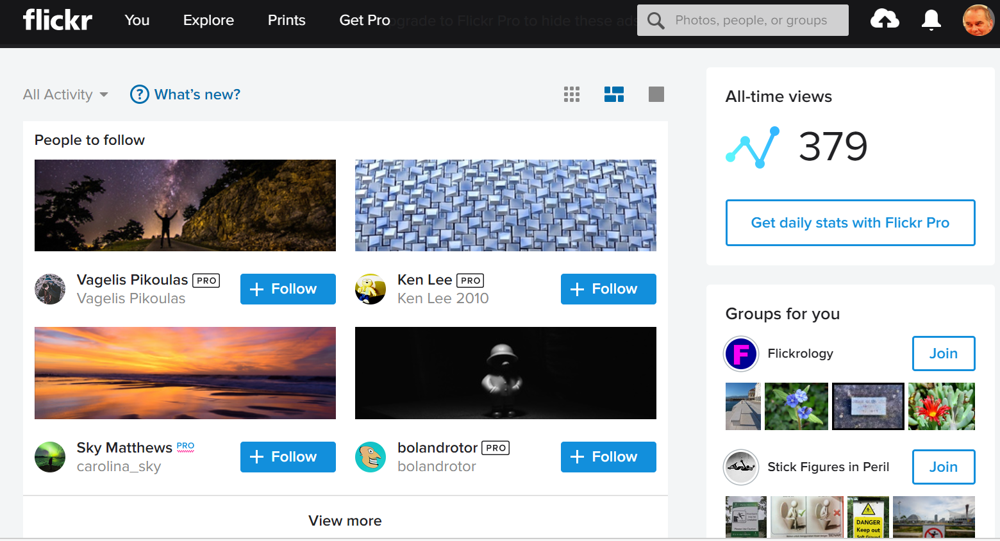 flickr
You
Explore
Prints
Get Pro
pgrade to Flickr Pro to hide these ads
Photos, people, or groups
All Activity
? What's new?
People to follow
Vagelis Pikoulas PRO
Vagelis Pikoulas
+ Follow
Ken Lee PRO
Ken Lee 2010
+ Follow
Sky Matthews PRO
carolina_sky
+ Follow
bolandrotor PRO
bolandrotor
+ Follow
View more
All-time views
379
Get daily stats with Flickr Pro
Groups for you
F
Flickrology
Join
Stick Figures in Peril
Join
DANGER
Keep out
Soft Ground